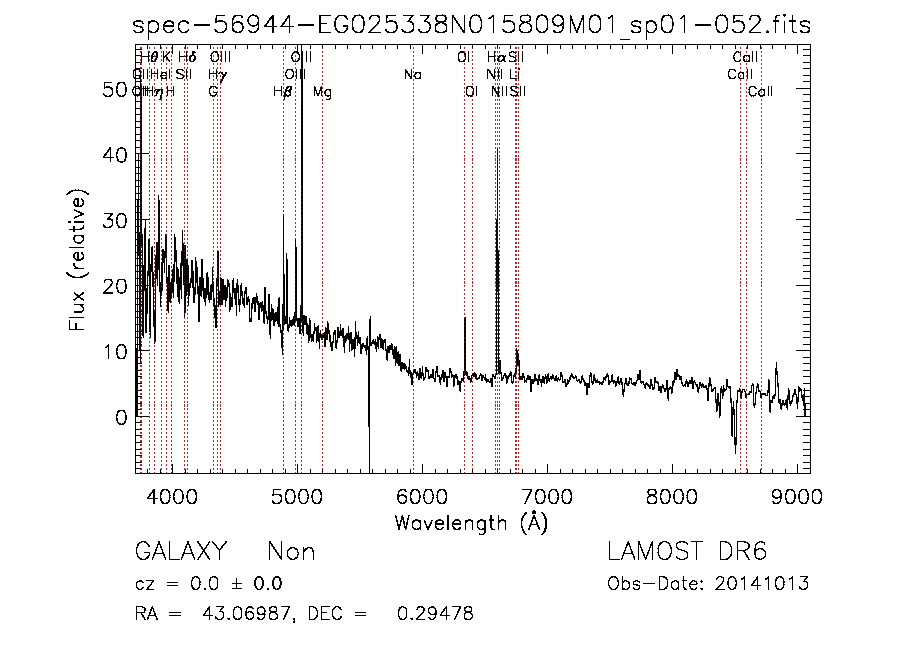 spec-56944-EG025338N015809M01_sp01-052.fits
Hθ K Hδ OIII OIII OI Hα SII CaII
OII HeI SII Hγ OIII Na NII Li CaII
OII Hη H G Hβ Mg OI NII SII CaII
50
40
30
20
10
0
Flux (relative)
4000 5000 6000 7000 8000 9000
Wavelength (Å)
GALAXY Non LAMOST DR6
cz = 0.0 ± 0.0 Obs-Date: 20141013
RA = 43.06987, DEC = 0.29478